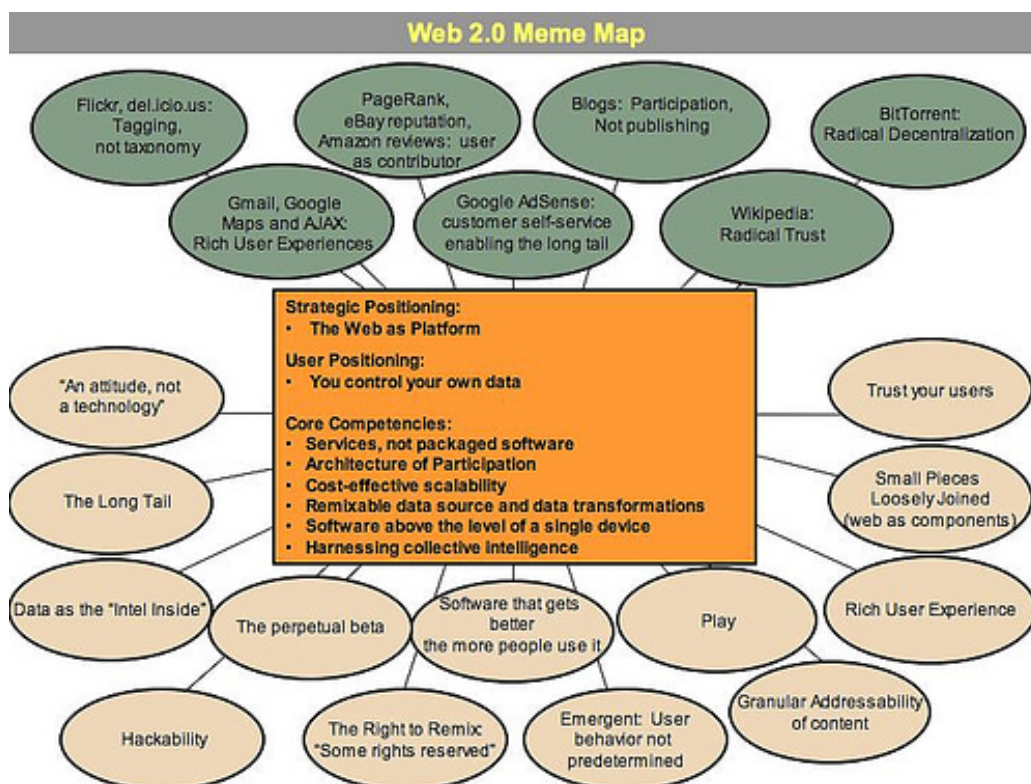 Web 2.0 Meme Map
Flickr, del.icio.us:
Tagging,
not taxonomy
PageRank,
eBay reputation,
Amazon reviews: user
as contributor
Blogs: Participation,
Not publishing
BitTorrent:
Radical Decentralization
Gmail, Google
Maps and AJAX:
Rich User Experiences
Google AdSense:
customer self-service
enabling the long tail
Wikipedia:
Radical Trust
Strategic Positioning:
• The Web as Platform
User Positioning:
• You control your own data
Core Competencies:
• Services, not packaged software
• Architecture of Participation
• Cost-effective scalability
• Remixable data source and data transformations
• Software above the level of a single device
• Harnessing collective intelligence
"An attitude, not
a technology"
Trust your users
The Long Tail
Small Pieces
Loosely Joined
(web as components)
Data as the "Intel Inside"
The perpetual beta
Software that gets
better
the more people use it
Play
Rich User Experience
Hackability
The Right to Remix:
"Some rights reserved"
Emergent: User
behavior not
predetermined
Granular Addressability
of content